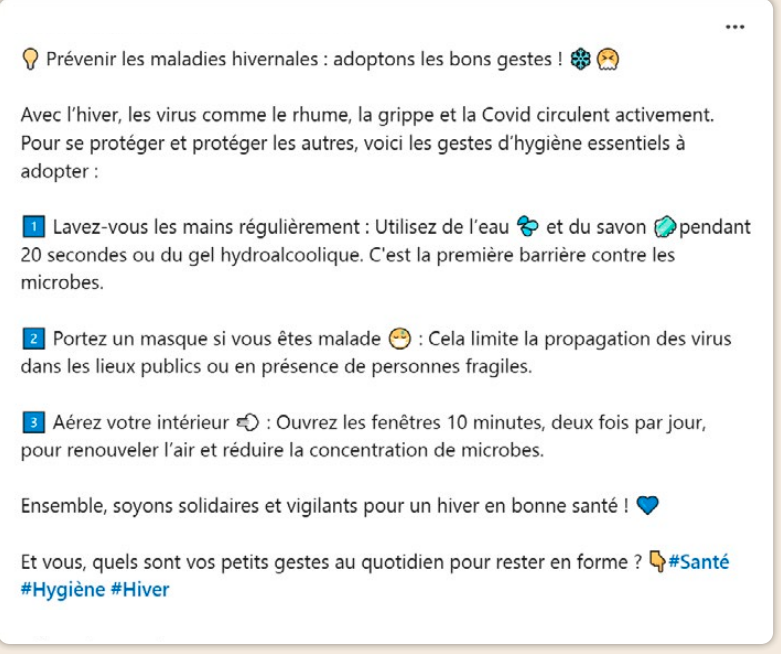 💡 Prévenir les maladies hivernales : adoptons les bons gestes ! ❄️🤧
Avec l’hiver, les virus comme le rhume, la grippe et la Covid circulent activement.
Pour se protéger et protéger les autres, voici les gestes d’hygiène essentiels à
adopter :
1️⃣ Lavez-vous les mains régulièrement : Utilisez de l’eau 💦 et du savon 🧼pendant
20 secondes ou du gel hydroalcoolique. C'est la première barrière contre les
microbes.
2️⃣ Portez un masque si vous êtes malade 😷 : Cela limite la propagation des virus
dans les lieux publics ou en présence de personnes fragiles.
3️⃣ Aérez votre intérieur 💨 : Ouvrez les fenêtres 10 minutes, deux fois par jour,
pour renouveler l’air et réduire la concentration de microbes.
Ensemble, soyons solidaires et vigilants pour un hiver en bonne santé ! 💙
Et vous, quels sont vos petits gestes au quotidien pour rester en forme ? 👇#Santé
#Hygiène #Hiver